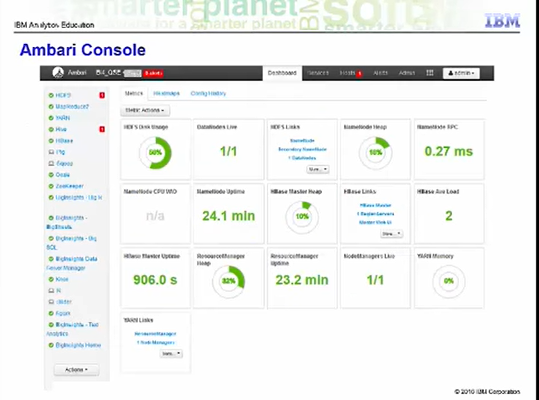 smarter planet
for a smarter planet
IBM Analytics Education
IBM
Ambari Console
Ambari
Dashboard
Services
Hosts 1
Alerts
Admin
admin
HDFS 1
MapReduce2
YARN
Hive 1
HBase
Pig
Sqoop
Oozie
ZooKeeper
BigInsights - Big R
BigInsights -
BigSheets
BigInsights - Big
SQL
BigInsights Data
Server Manager
Knox
Slider
BigInsights - Text
Analytics
BigInsights Home
Actions
Metrics
Heatmaps
Config History
Metric Actions
HDFS Disk Usage
DataNodes Live
1/1
HDFS Links
NameNode
Secondary NameNode
1 DataNodes
More...
NameNode Heap
NameNode RPC
0.27 ms
NameNode CPU WIO
n/a
NameNode Uptime
24.1 min
HBase Master Heap
10%
HBase Links
HBase Master
1 RegionServers
Master Web UI
More...
HBase Ave Load
2
HBase Master Uptime
906.0 s
ResourceManager
Heap
ResourceManager
Uptime
23.2 min
NodeManagers Live
1/1
YARN Memory
0%
YARN Links
ResourceManager
1 NodeManagers
More...
© 2016 IBM Corporation